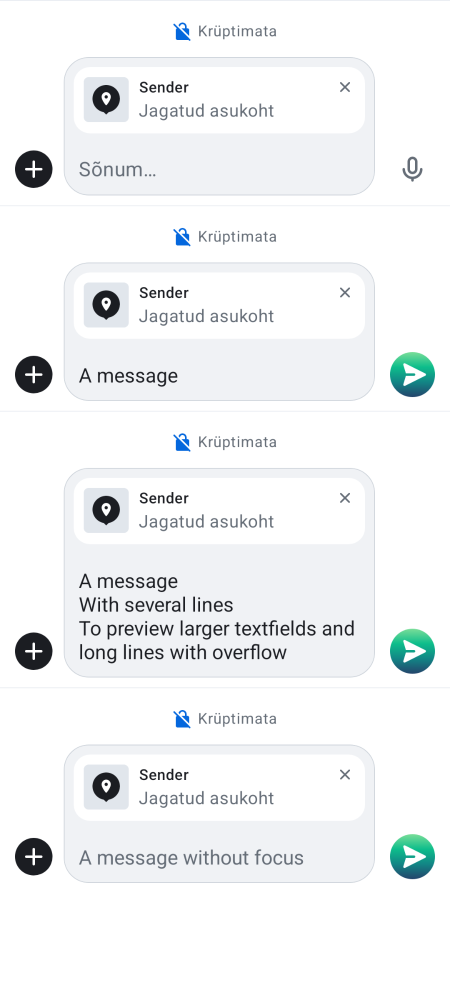 Krüptimata
Sender
Jagatud asukoht
Sõnum…
Krüptimata
Sender
Jagatud asukoht
A message
Krüptimata
Sender
Jagatud asukoht
A message
With several lines
To preview larger textfields and
long lines with overflow
Krüptimata
Sender
Jagatud asukoht
A message without focus